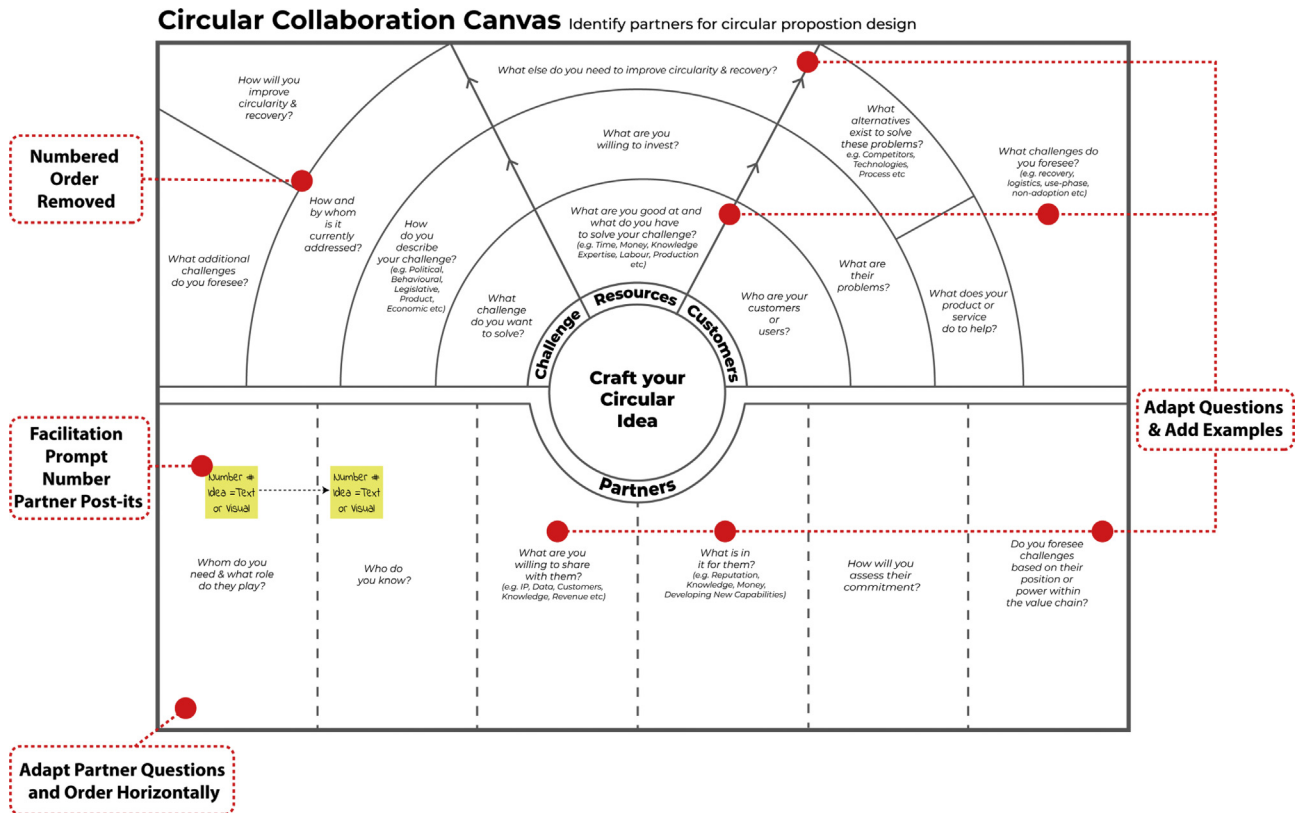 Circular Collaboration Canvas Identify partners for circular propostion design
How will you
improve
circularity &
recovery?
What additional
challenges
do you foresee?
How and
by whom
is it
currently
addressed?
How
do you
describe
your challenge?
(e.g. Political,
Behavioural,
Legislative,
Product,
Economic etc)
What
challenge
do you want
to solve?
What else do you need to improve circularity & recovery?
What are you
willing to invest?
What are you good at and
what do you have
to solve your challenge?
(e.g. Time, Money, Knowledge
Expertise, Labour, Production
etc)
What
alternatives
exist to solve
these problems?
e.g. Competitors,
Technologies,
Process etc
What challenges do
you foresee?
(e.g. recovery,
logistics, use-phase,
non-adoption etc)
What are
their
problems?
What does your
product or
service
do to help?
Who are your
customers
or
users?
Challenge
Resources
Customers
Craft your
Circular
Idea
Partners
Number #
Idea =Text
or Visual
Number #
Idea =Text
or Visual
Whom do you
need & what role
do they play?
Who do
you know?
What are you
willing to share
with them?
(e.g. IP, Data, Customers,
Knowledge, Revenue etc)
What is in
it for them?
(e.g. Reputation,
Knowledge, Money,
Developing New Capabilities)
How will you
assess their
commitment?
Do you foresee
challenges
based on their
position or
power within
the value chain?
Numbered
Order
Removed
Facilitation
Prompt
Number
Partner Post-its
Adapt Partner Questions
and Order Horizontally
Adapt Questions
& Add Examples